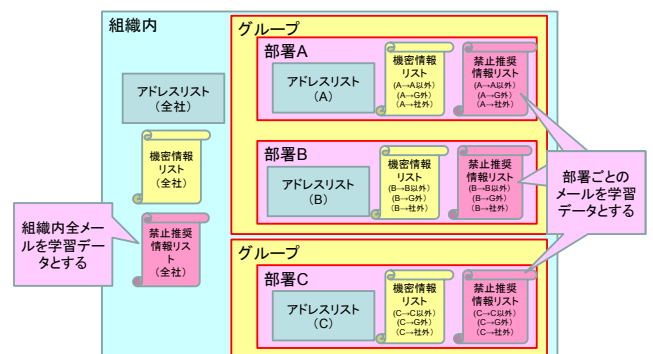 組織内
アドレスリスト
（全社）
機密情報
リスト
（全社）
禁止推奨
情報リス
ト
（全社）
組織内全メー
ルを学習デー
タとする
グループ
部署A
アドレスリスト
（A）
機密情報
リスト
(A→A以外)
(A→G外)
(A→社外)
禁止推奨
情報リスト
(A→A以外)
(A→G外)
(A→社外)
部署B
アドレスリスト
（B）
機密情報
リスト
(B→B以外)
(B→G外)
(B→社外)
禁止推奨
情報リスト
(B→B以外)
(B→G外)
(B→社外)
部署ごとの
メールを学習
データとする
グループ
部署C
アドレスリスト
（C）
機密情報
リスト
(C→C以外)
(C→G外)
(C→社外)
禁止推奨
情報リスト
(C→C以外)
(C→G外)
(C→社外)